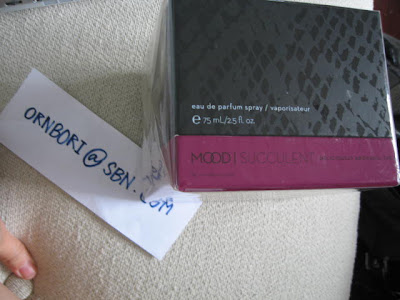 eau de parfum spray / vaporisateur
℮ 75 mL/2.5 fl. oz.
MOOD | SUCCULENT
ORNBORI@SBN.COM